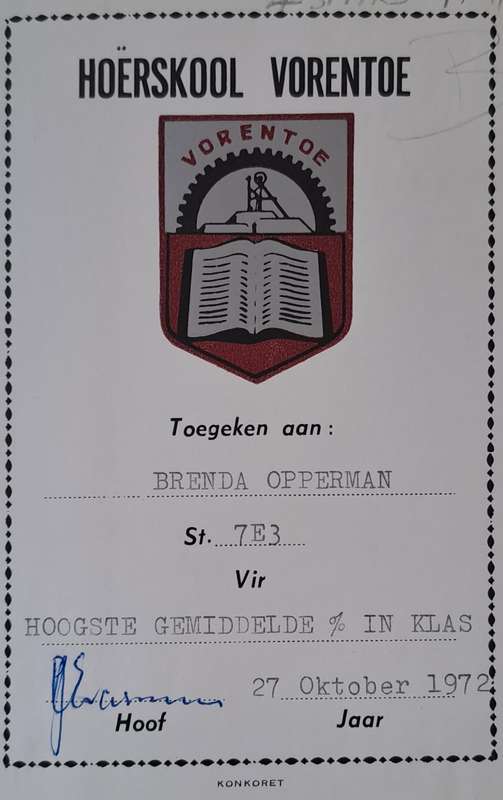 HOËRSKOOL VORENTOE
VORENTOE
Toegeken aan:
BRENDA OPPERMAN
St. 7E3
Vir
HOOGSTE GEMIDDELDE % IN KLAS
27 Oktober 1972
Hoof Jaar
KONKORET